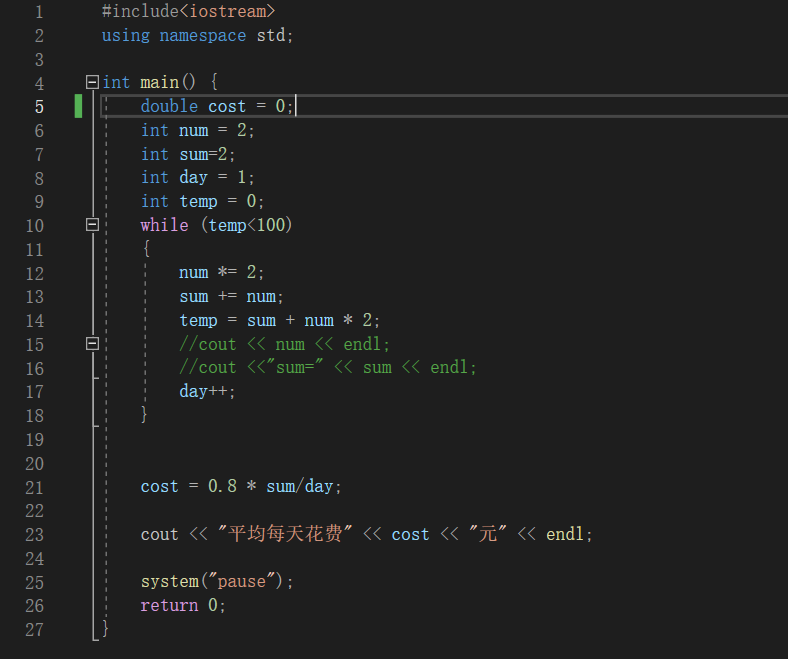 1 #include<iostream>
2 using namespace std;
3
4 int main() {
5 double cost = 0;
6 int num = 2;
7 int sum=2;
8 int day = 1;
9 int temp = 0;
10 while (temp<100)
11 {
12 num *= 2;
13 sum += num;
14 temp = sum + num * 2;
15 //cout << num << endl;
16 //cout <<"sum=" << sum << endl;
17 day++;
18 }
19
20
21 cost = 0.8 * sum/day;
22
23 cout << "平均每天花费" << cost << "元" << endl;
24
25 system("pause");
26 return 0;
27 }